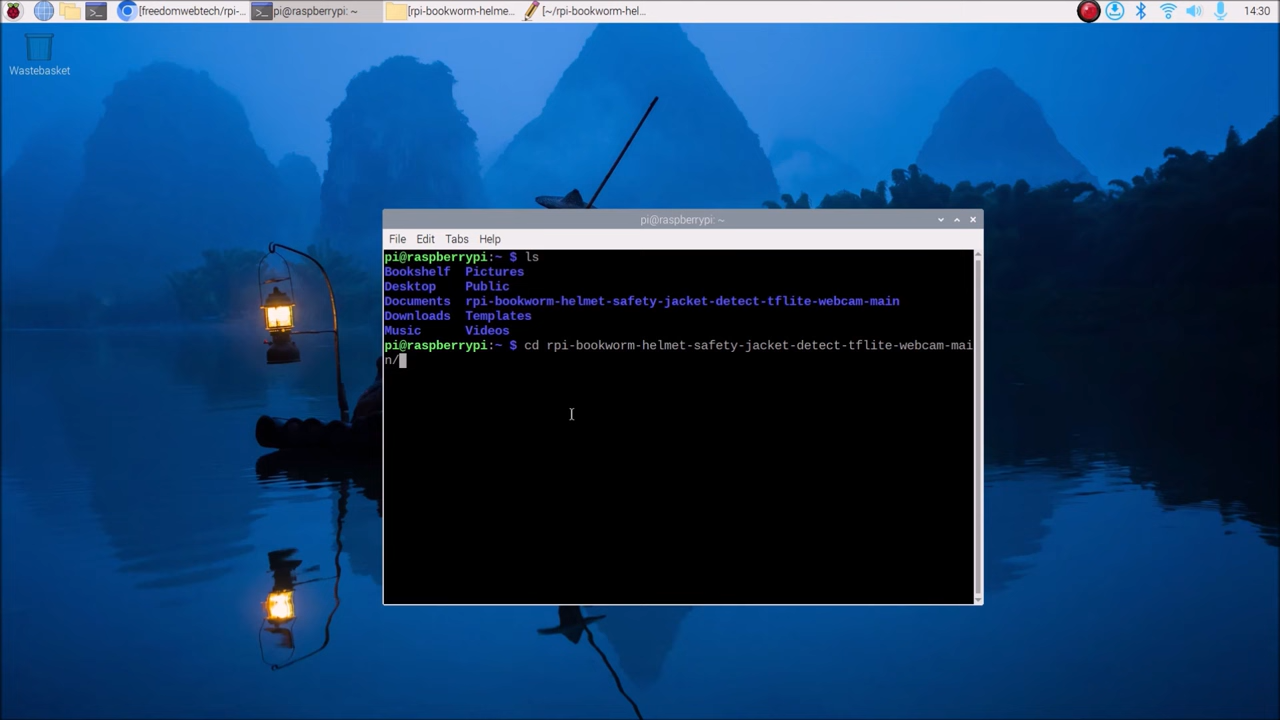 [freedomwebtech/rpi-...
pi@raspberrypi: ~
[rpi-bookworm-helme...
[~/rpi-bookworm-hel...
14:30
Wastebasket
pi@raspberrypi: ~
File Edit Tabs Help
pi@raspberrypi:~ $ ls
Bookshelf Pictures
Desktop Public
Documents rpi-bookworm-helmet-safety-jacket-detect-tflite-webcam-main
Downloads Templates
Music Videos
pi@raspberrypi:~ $ cd rpi-bookworm-helmet-safety-jacket-detect-tflite-webcam-mai
n/